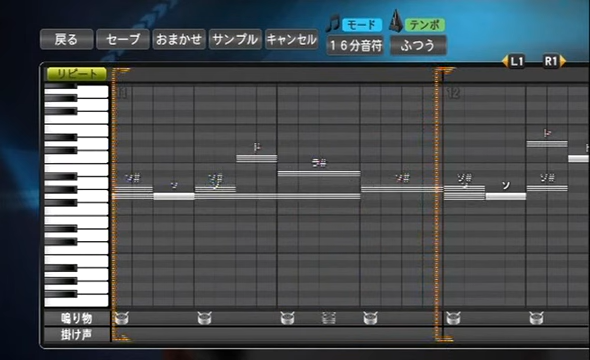 モード テンポ
戻る セーブ おまかせ サンプル キャンセル 16分音符 ふつう
L1 R1
リピート
11 12
ド ド
ラ#
ソ# ソ ソ# ソ# ソ# ソ ソ#
鳴り物
掛け声